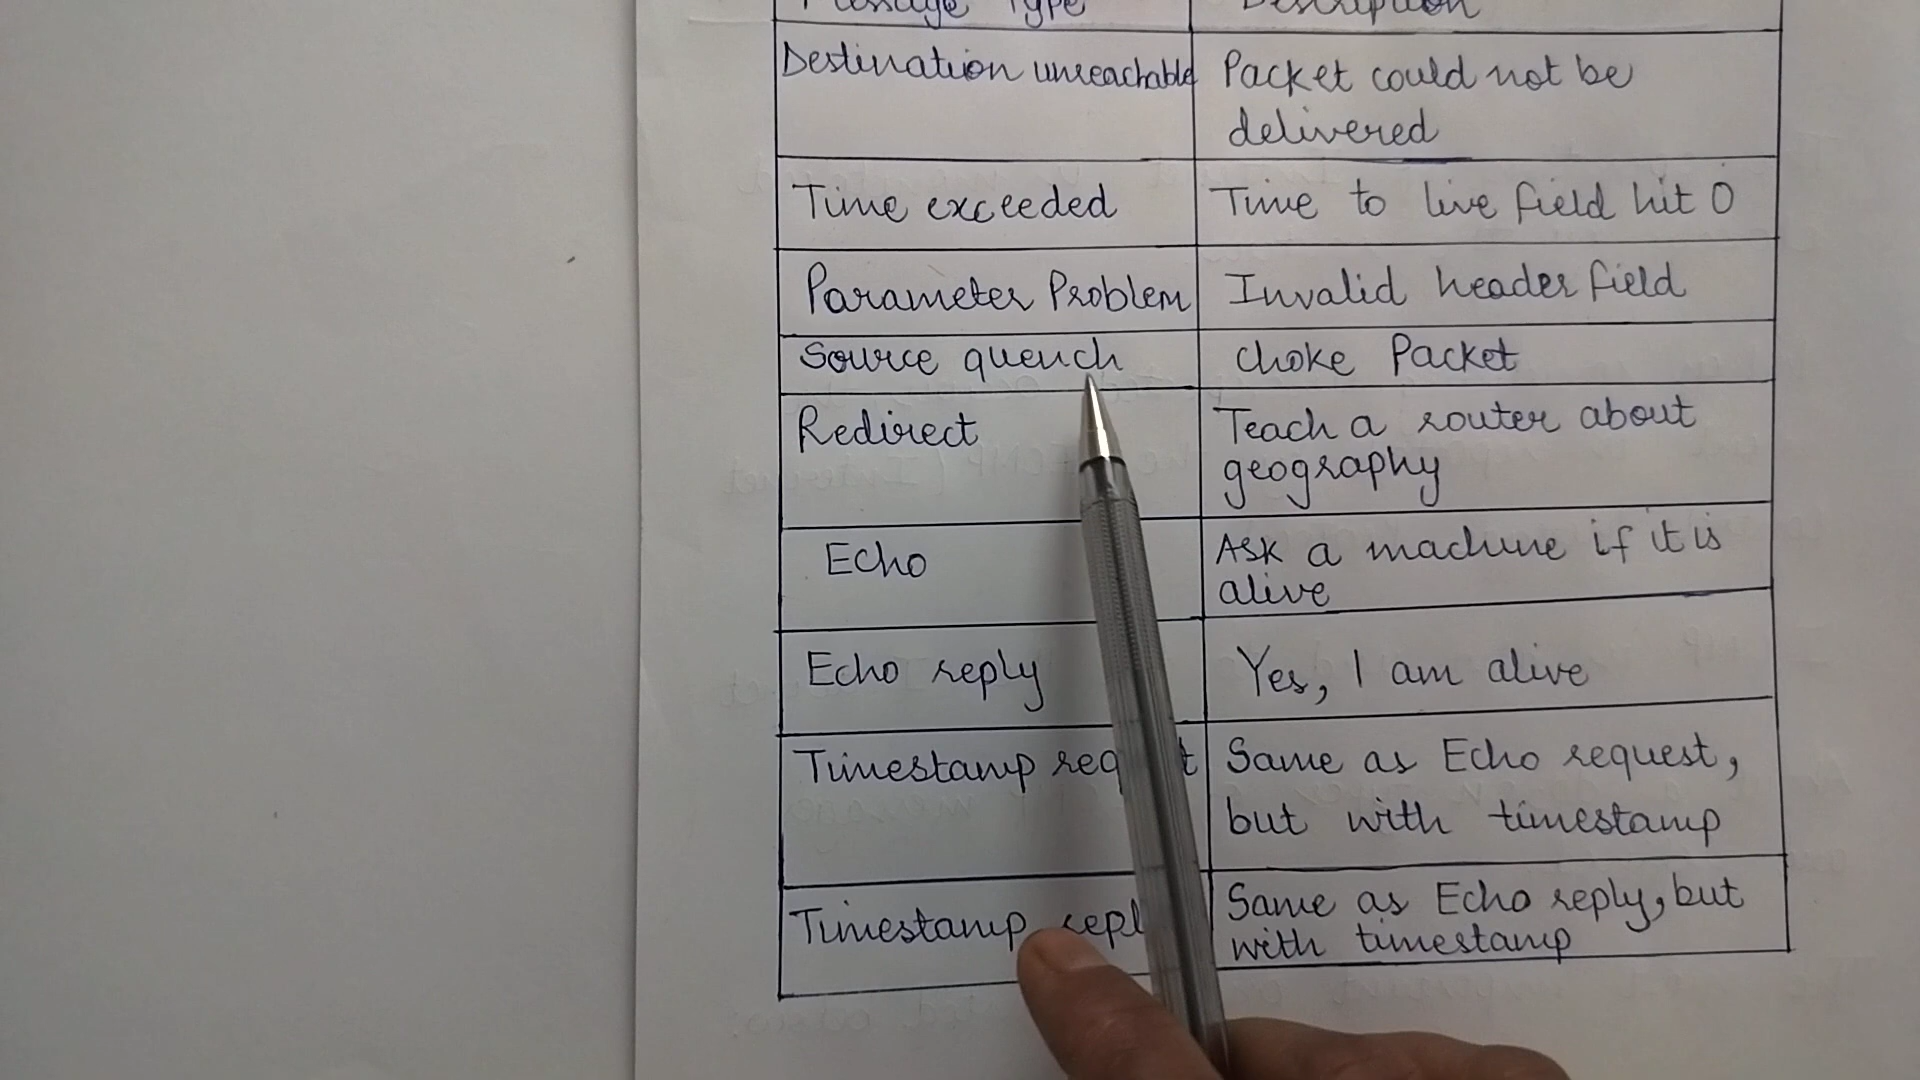 Message Type Description
Destination unreachable Packet could not be
delivered
Time exceeded Time to live field hit 0
Parameter Problem Invalid header field
Source quench choke Packet
Redirect Teach a router about
geography
Echo Ask a machine if it is
alive
Echo reply Yes, I am alive
Timestamp Same as Echo request,
but with timestamp
Timestamp Same as Echo reply, but
with timestamp